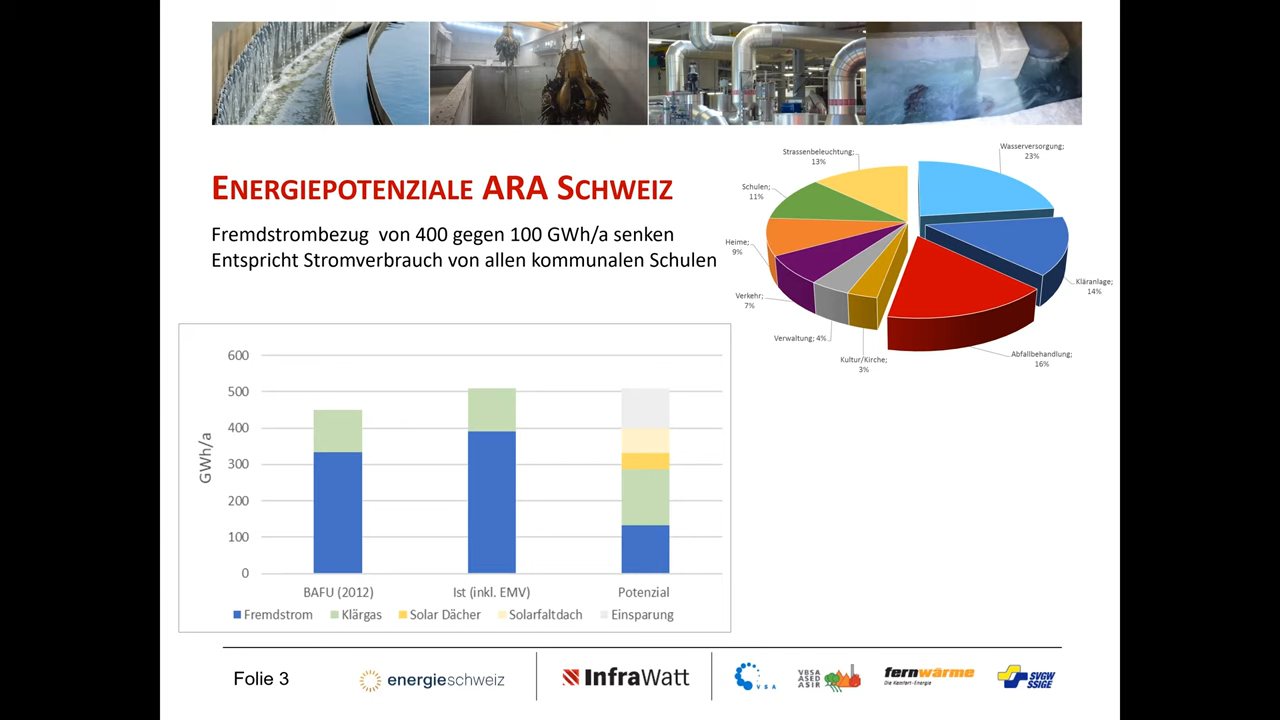 ENERGIEPOTENZIALE ARA SCHWEIZ
Fremdstrombezug von 400 gegen 100 GWh/a senken
Entspricht Stromverbrauch von allen kommunalen Schulen
Strassenbeleuchtung;
13%
Wasserversorgung;
23%
Schulen;
11%
Heime;
9%
Kläranlage;
14%
Verkehr;
7%
Verwaltung; 4%
Kultur/Kirche;
3%
Abfallbehandlung;
16%
GWh/a
600
500
400
300
200
100
0
BAFU (2012) Ist (inkl. EMV) Potenzial
Fremdstrom Klärgas Solar Dächer Solarfaltdach Einsparung
Folie 3
energieschweiz
InfraWatt
VSA
VBSA
ASED
ASIR
fernwärme
Die Komfort-Energie
SVGW
SSIGE